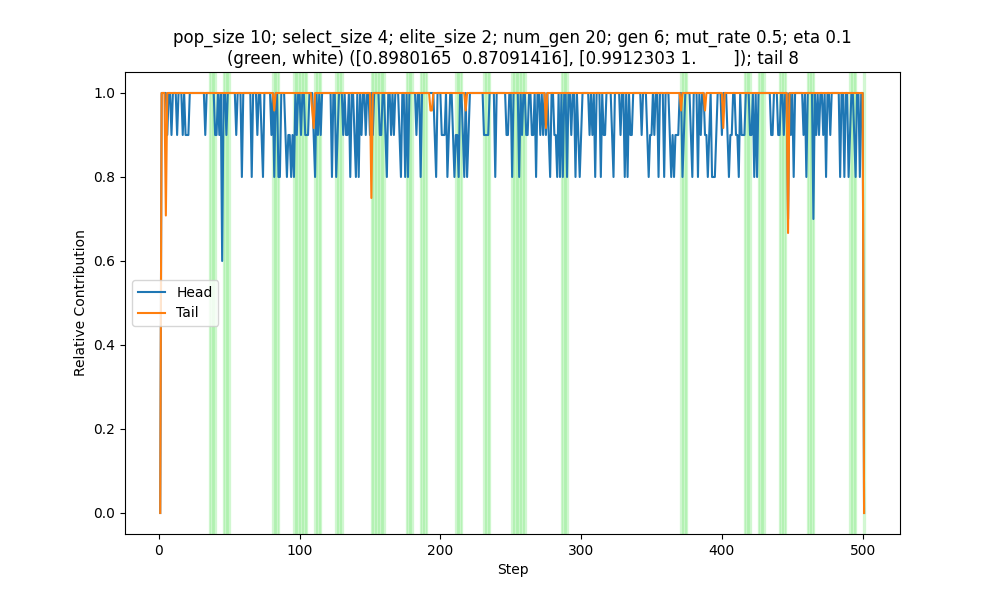 pop_size 10; select_size 4; elite_size 2; num_gen 20; gen 6; mut_rate 0.5; eta 0.1
(green, white) ([0.8980165  0.87091416], [0.9912303 1.        ]); tail 8
1.0
0.8
0.6
0.4
0.2
0.0
Relative Contribution
Head
Tail
0
100
200
300
400
500
Step